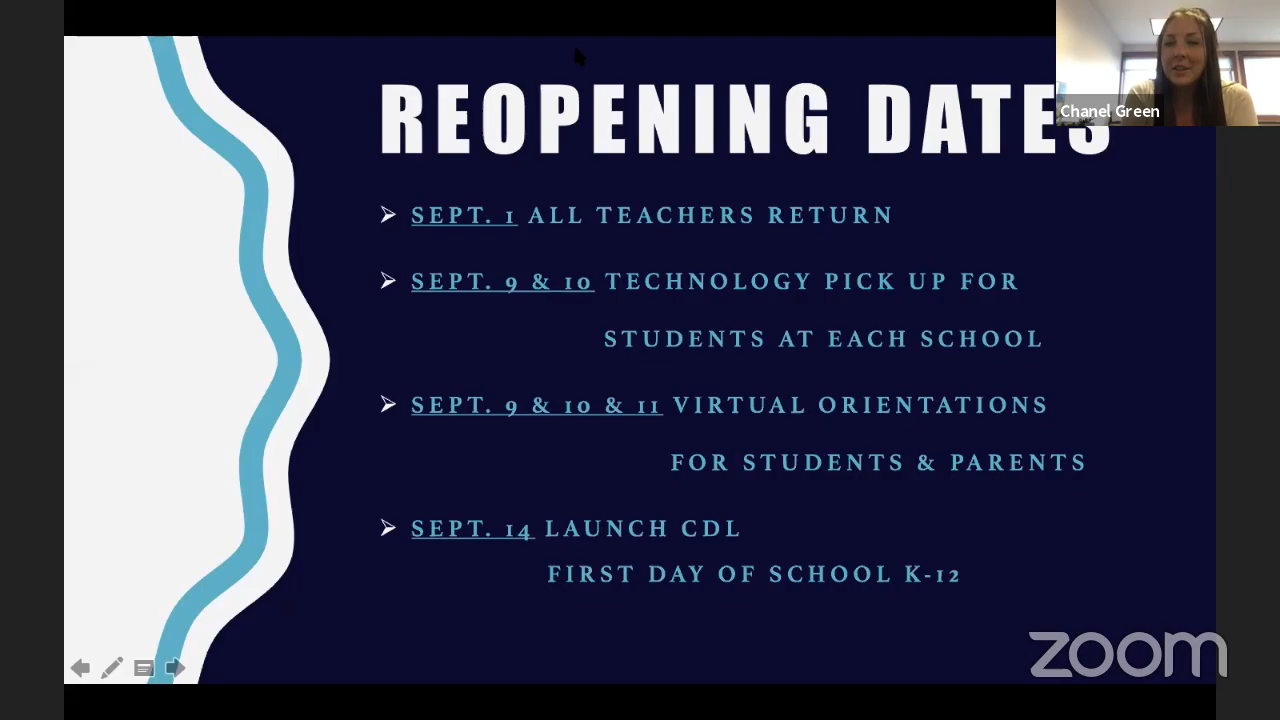 REOPENING DATES
Chanel Green
SEPT. 1 ALL TEACHERS RETURN
SEPT. 9 & 10 TECHNOLOGY PICK UP FOR
STUDENTS AT EACH SCHOOL
SEPT. 9 & 10 & 11 VIRTUAL ORIENTATIONS
FOR STUDENTS & PARENTS
SEPT. 14 LAUNCH CDL
FIRST DAY OF SCHOOL K-12
zoom